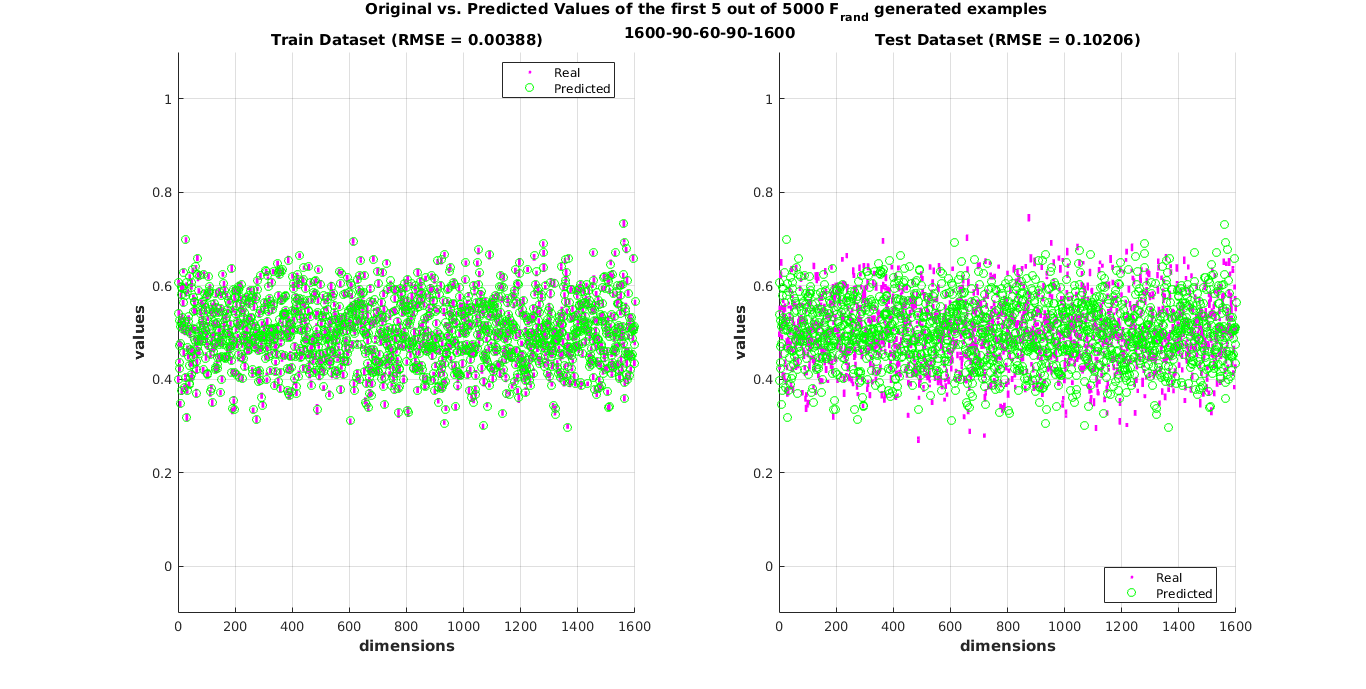 Original vs. Predicted Values of the first 5 out of 5000 F_rand generated examples
1600-90-60-90-1600
Train Dataset (RMSE = 0.00388)
Real
Predicted
1
0.8
0.6
0.4
0.2
0
values
0 200 400 600 800 1000 1200 1400 1600
dimensions
Test Dataset (RMSE = 0.10206)
1
0.8
0.6
0.4
0.2
0
values
Real
Predicted
0 200 400 600 800 1000 1200 1400 1600
dimensions